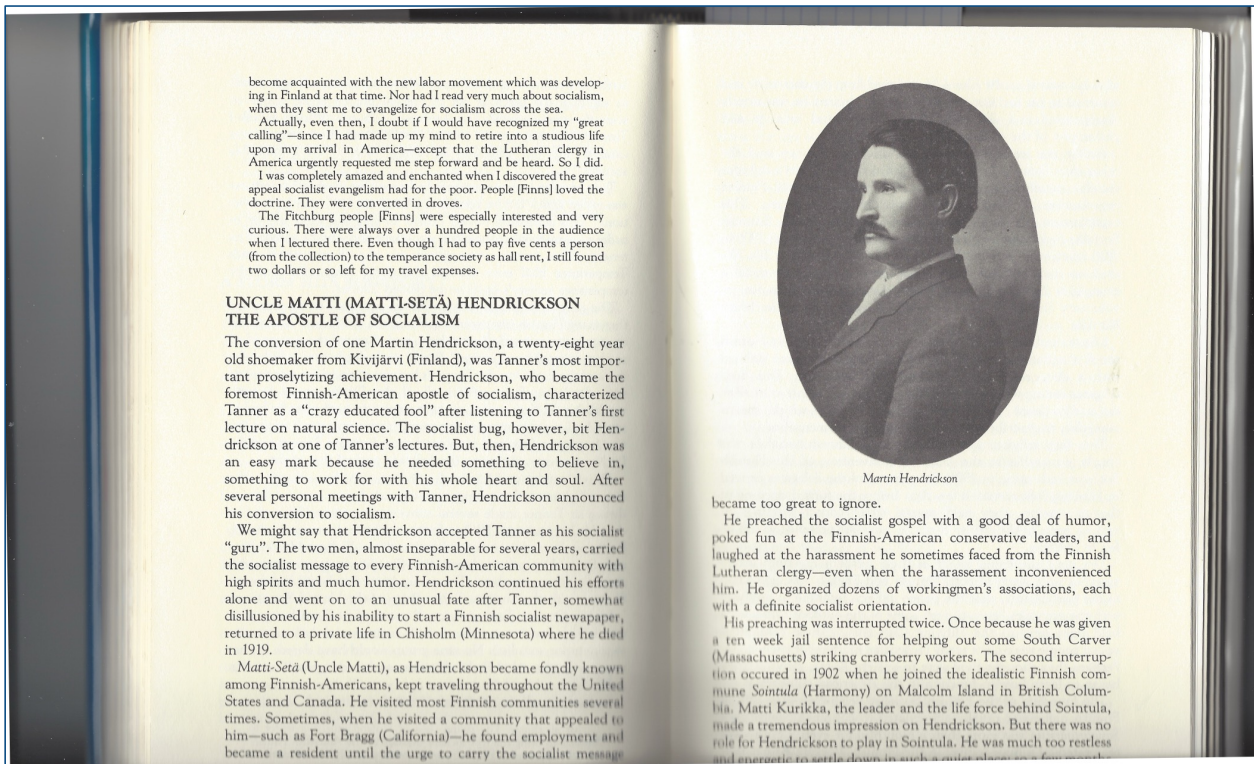 become acquainted with the new labor movement which was develop-
ing in Finland at that time. Nor had I read very much about socialism,
when they sent me to evangelize for socialism across the sea.
Actually, even then, I doubt if I would have recognized my "great
calling"—since I had made up my mind to retire into a studious life
upon my arrival in America—except that the Lutheran clergy in
America urgently requested me step forward and be heard. So I did.
I was completely amazed and enchanted when I discovered the great
appeal socialist evangelism had for the poor. People [Finns] loved the
doctrine. They were converted in droves.
The Fitchburg people [Finns] were especially interested and very
curious. There were always over a hundred people in the audience
when I lectured there. Even though I had to pay five cents a person
(from the collection) to the temperance society as hall rent, I still found
two dollars or so left for my travel expenses.
UNCLE MATTI (MATTI-SETÄ) HENDRICKSON
THE APOSTLE OF SOCIALISM
The conversion of one Martin Hendrickson, a twenty-eight year
old shoemaker from Kivijärvi (Finland), was Tanner's most impor-
tant proselytizing achievement. Hendrickson, who became the
foremost Finnish-American apostle of socialism, characterized
Tanner as a "crazy educated fool" after listening to Tanner's first
lecture on natural science. The socialist bug, however, bit Hen-
drickson at one of Tanner's lectures. But, then, Hendrickson was
an easy mark because he needed something to believe in,
something to work for with his whole heart and soul. After
several personal meetings with Tanner, Hendrickson announced
his conversion to socialism.
We might say that Hendrickson accepted Tanner as his socialist
"guru". The two men, almost inseparable for several years, carried
the socialist message to every Finnish-American community with
high spirits and much humor. Hendrickson continued his efforts
alone and went on to an unusual fate after Tanner, somewhat
disillusioned by his inability to start a Finnish socialist newapaper,
returned to a private life in Chisholm (Minnesota) where he died
in 1919.
Matti-Setä (Uncle Matti), as Hendrickson became fondly known
among Finnish-Americans, kept traveling throughout the United
States and Canada. He visited most Finnish communities several
times. Sometimes, when he visited a community that appealed to
him—such as Fort Bragg (California)—he found employment and
became a resident until the urge to carry the socialist message
Martin Hendrickson
became too great to ignore.
He preached the socialist gospel with a good deal of humor,
poked fun at the Finnish-American conservative leaders, and
laughed at the harassment he sometimes faced from the Finnish
Lutheran clergy—even when the harassment inconvenienced
him. He organized dozens of workingmen's associations, each
with a definite socialist orientation.
His preaching was interrupted twice. Once because he was given
a ten week jail sentence for helping out some South Carver
(Massachusetts) striking cranberry workers. The second interrup-
tion occured in 1902 when he joined the idealistic Finnish com-
mune Sointula (Harmony) on Malcolm Island in British Colum-
bia. Matti Kurikka, the leader and the life force behind Sointula,
made a tremendous impression on Hendrickson. But there was no
role for Hendrickson to play in Sointula. He was much too restless
and energetic to settle down in such a quiet place; so a few months